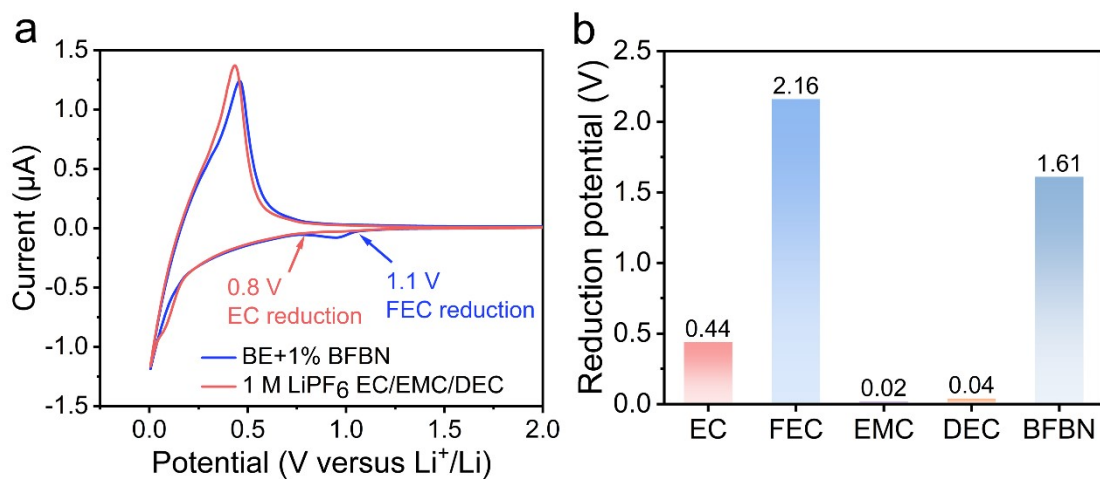 a
1.5
1.0
0.5
0.0
-0.5
-1.0
-1.5
Current (μA)
0.8 V
EC reduction
1.1 V
FEC reduction
BE+1% BFBN
1 M LiPF6 EC/EMC/DEC
0.0 0.5 1.0 1.5 2.0
Potential (V versus Li+/Li)
b
2.5
2.0
1.5
1.0
0.5
0.0
Reduction potential (V)
0.44
2.16
0.02
0.04
1.61
EC FEC EMC DEC BFBN